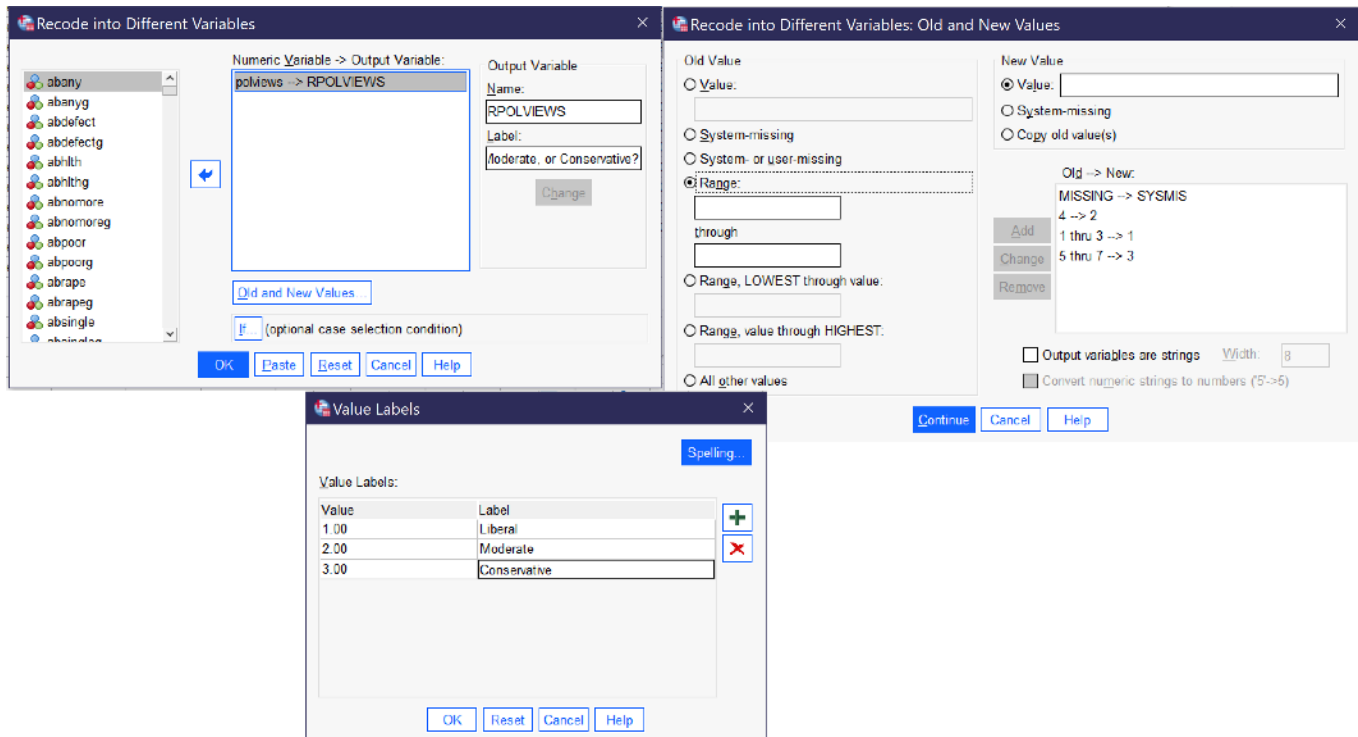 Recode into Different Variables
abany
abanyg
abdefect
abdefectg
abhlth
abhlthg
abnomore
abnomoreg
abpoor
abpoorg
abrape
abrapeg
absingle
Numeric Variable -> Output Variable:
polviews --> RPOLVIEWS
Old and New Values...
If... (optional case selection condition)
Output Variable
Name:
RPOLVIEWS
Label:
Moderate, or Conservative?
Change
OK Paste Reset Cancel Help
Recode into Different Variables: Old and New Values
Old Value
Value:
System-missing
System- or user-missing
Range:
through
Range, LOWEST through value:
Range, value through HIGHEST:
All other values
New Value
Value:
System-missing
Copy old value(s)
Old --> New:
MISSING --> SYSMIS
4 --> 2
1 thru 3 --> 1
5 thru 7 --> 3
Add
Change
Remove
Output variables are strings Width: 8
Convert numeric strings to numbers ('5'->5)
Continue Cancel Help
Value Labels
Spelling...
Value Labels:
Value Label
1.00 Liberal
2.00 Moderate
3.00 Conservative
OK Reset Cancel Help